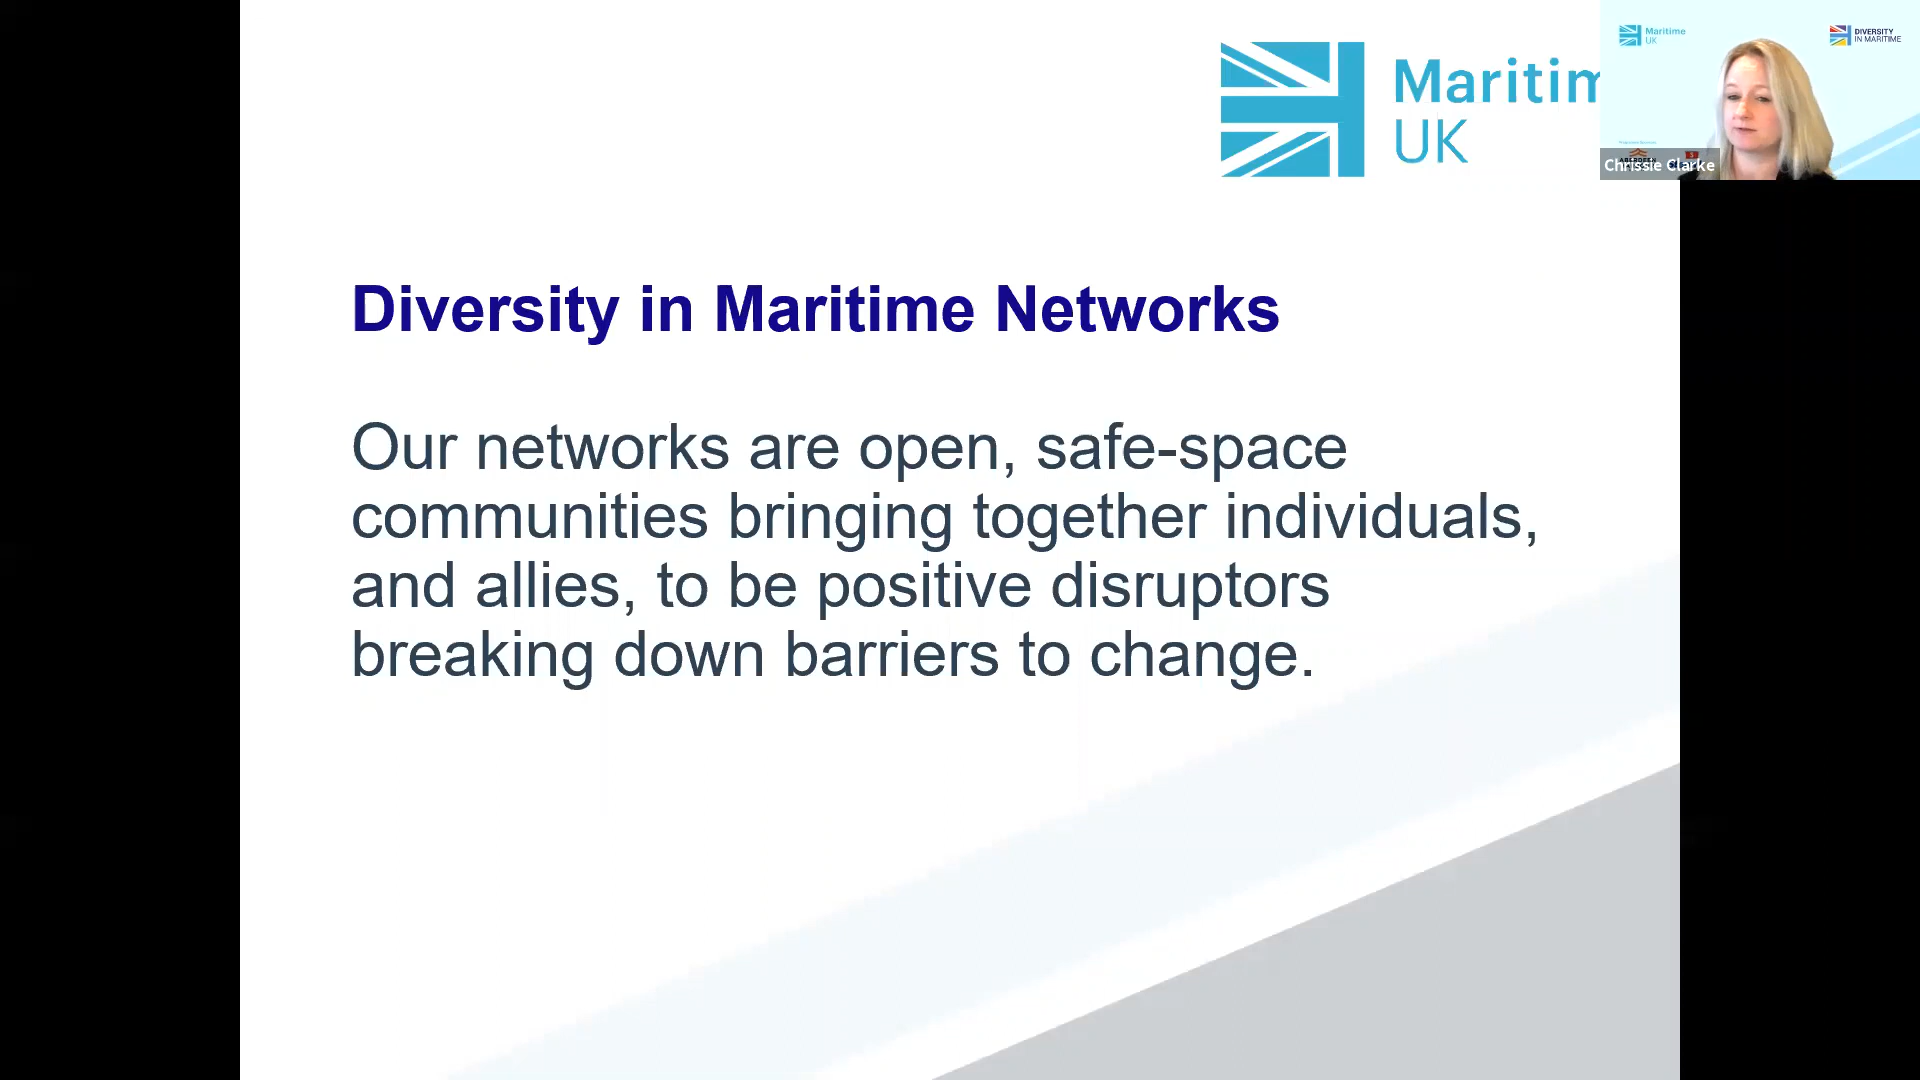 Maritim
UK
Maritime
UK
DIVERSITY
IN MARITIME
Chrissie Clarke
Diversity in Maritime Networks
Our networks are open, safe-space
communities bringing together individuals,
and allies, to be positive disruptors
breaking down barriers to change.